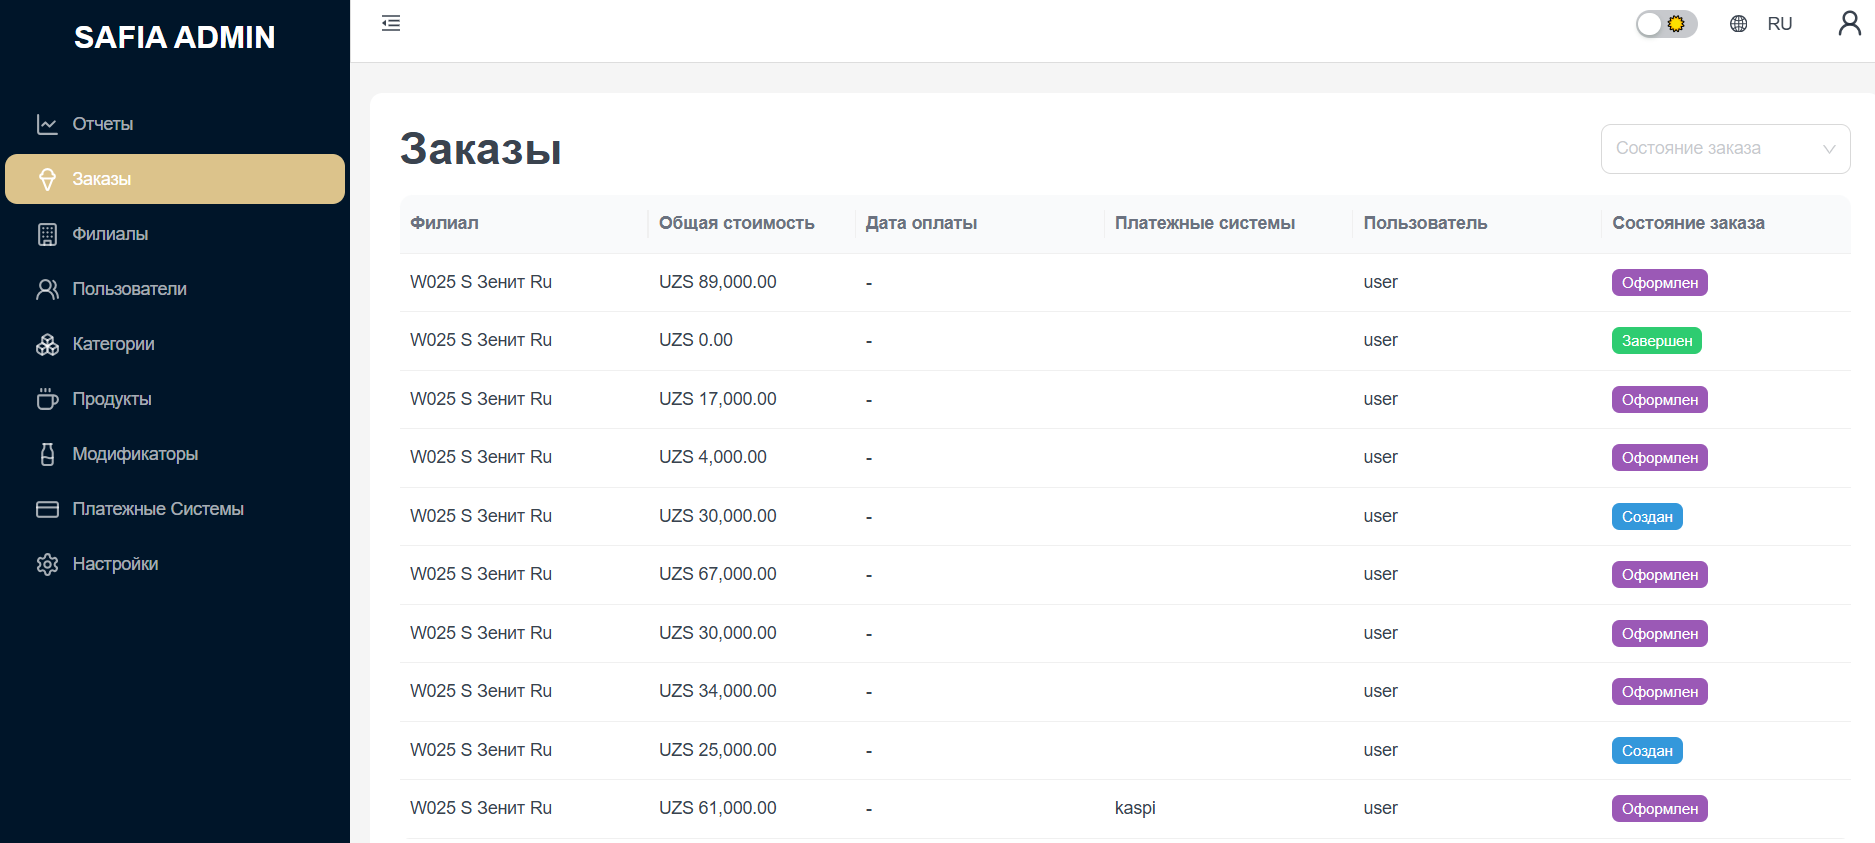 SAFIA ADMIN
RU
Отчеты
Заказы
Филиалы
Пользователи
Категории
Продукты
Модификаторы
Платежные Системы
Настройки
Заказы
Состояние заказа
Филиал Общая стоимость Дата оплаты Платежные системы Пользователь Состояние заказа
W025 S Зенит Ru UZS 89,000.00 - user Оформлен
W025 S Зенит Ru UZS 0.00 - user Завершен
W025 S Зенит Ru UZS 17,000.00 - user Оформлен
W025 S Зенит Ru UZS 4,000.00 - user Оформлен
W025 S Зенит Ru UZS 30,000.00 - user Создан
W025 S Зенит Ru UZS 67,000.00 - user Оформлен
W025 S Зенит Ru UZS 30,000.00 - user Оформлен
W025 S Зенит Ru UZS 34,000.00 - user Оформлен
W025 S Зенит Ru UZS 25,000.00 - user Создан
W025 S Зенит Ru UZS 61,000.00 - kaspi user Оформлен